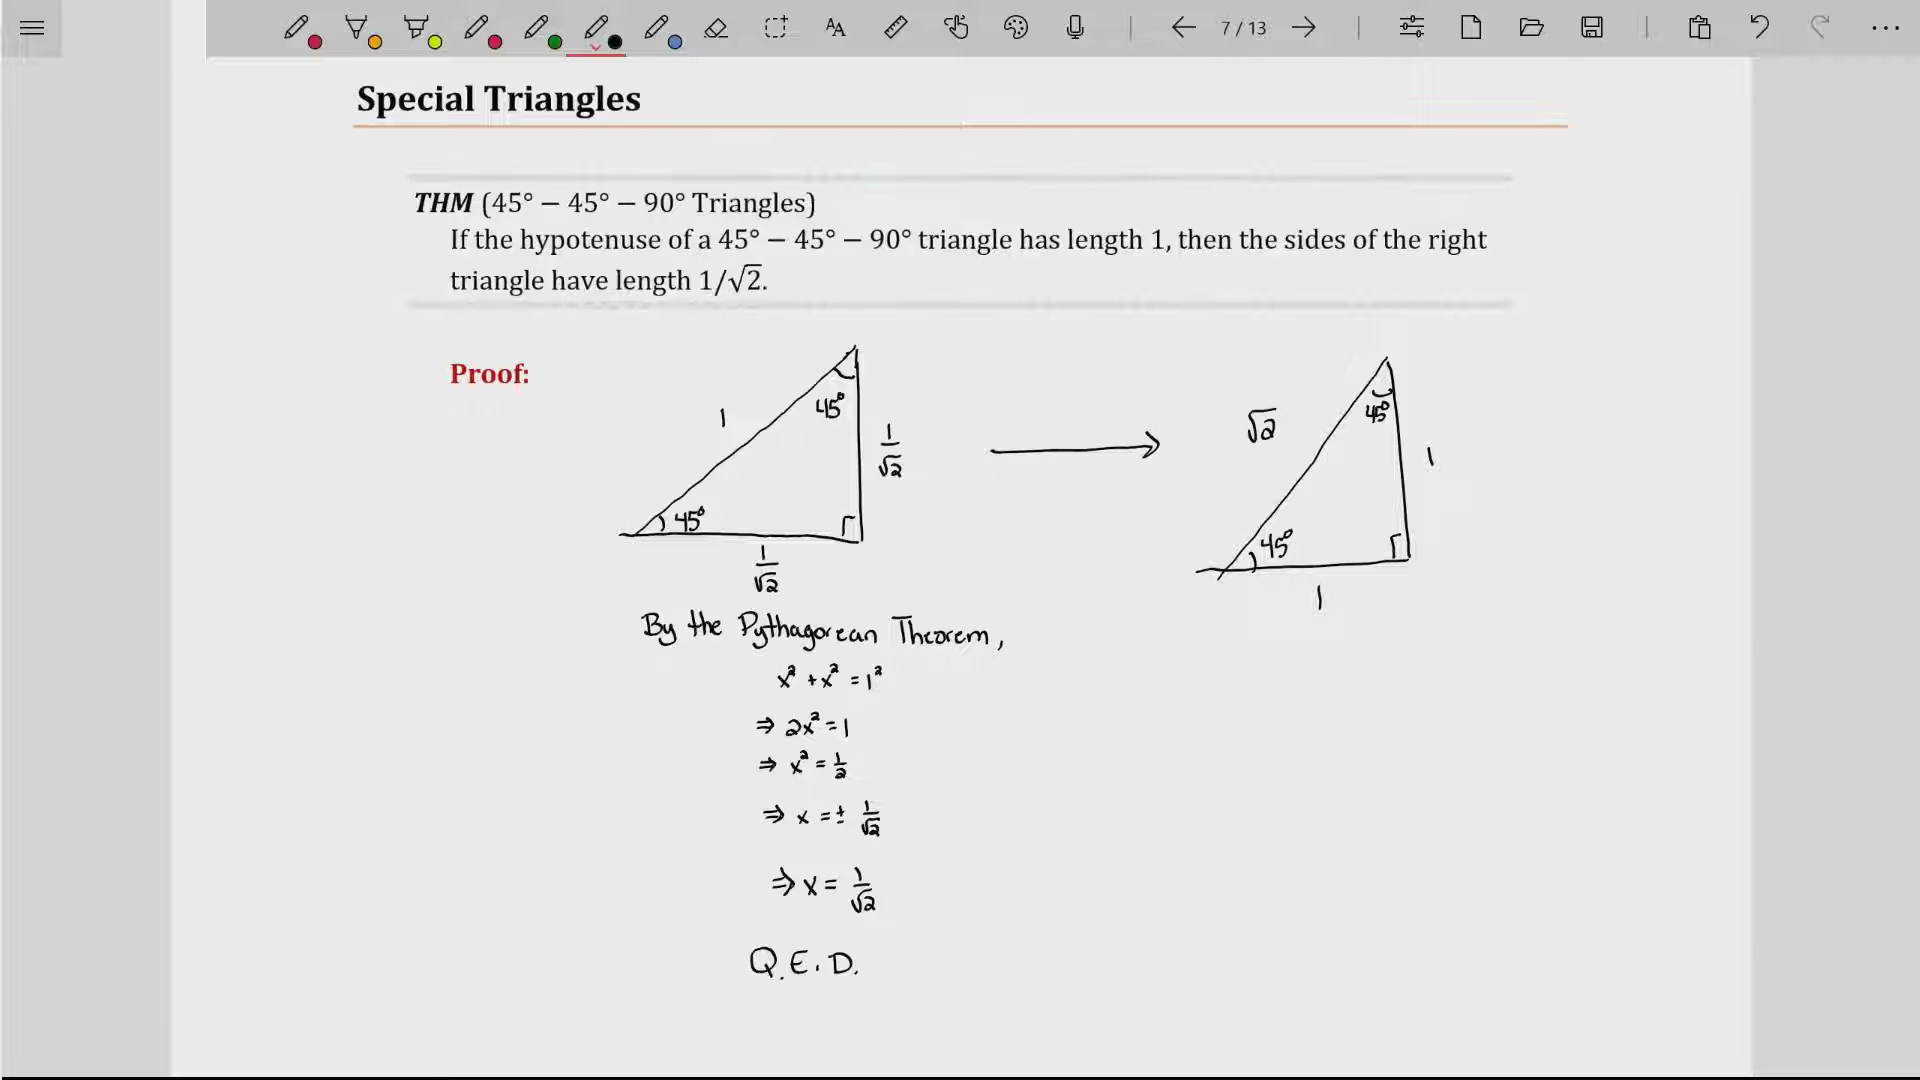 7 / 13
Special Triangles
THM (45° − 45° − 90° Triangles)
If the hypotenuse of a 45° − 45° − 90° triangle has length 1, then the sides of the right
triangle have length 1/√2.
Proof:
1
45°
1/√2
45°
1/√2
√2
45°
1
45°
1
By the Pythagorean Theorem,
x² + x² = 1²
⇒ 2x² = 1
⇒ x² = 1/2
⇒ x = ± 1/√2
⇒ x = 1/√2
Q.E.D.